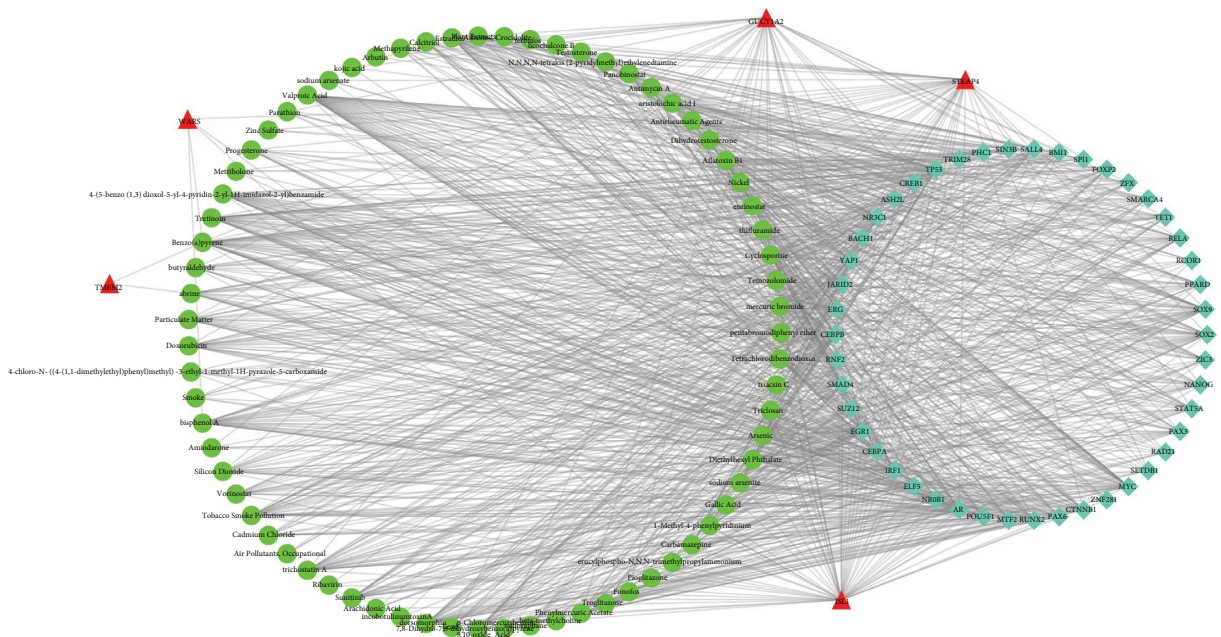 GUCY1A2
STEAP4
WARS
TMEM2
ISL1
Calcitriol
Methapyrilene
Arbutin
kojic acid
sodium arsenate
Valproic Acid
Parathion
Zinc Sulfate
Progesterone
Metribolone
4-(5-benzo (1,3) dioxol-5-yl-4-pyridin-2-yl-1H-imidazol-2-yl)benzamide
Tretinoin
Benzo(a)pyrene
butyraldehyde
abrine
Particulate Matter
Doxorubicin
4-chloro-N- ((4-(1,1-dimethylethyl)phenyl)methyl) -3-ethyl-1-methyl-1H-pyrazole-5-carboxamide
Smoke
bisphenol A
Amiodarone
Silicon Dioxide
Vorinostat
Tobacco Smoke Pollution
Cadmium Chloride
Air Pollutants, Occupational
trichostatin A
Ribavirin
Sunitinib
Arachidonic Acid
incobotulinumtoxinA
dorsomorphin
beta-methylcholine
Phenylmercuric Acetate
Troglitazone
Fonofos
Pioglitazone
erucylphospho-N,N,N-trimethylpropylammonium
Carbamazepine
1-Methyl-4-phenylpyridinium
Gallic Acid
sodium arsenite
Diethylhexyl Phthalate
Arsenic
Triclosan
triacsin C
Tetrachlorodibenzodioxin
pentabromodiphenyl ether
mercuric bromide
Temozolomide
Cyclosporine
thifluzamide
entinostat
Nickel
Aflatoxin B1
Dihydrotestosterone
Antirheumatic Agents
aristolochic acid I
Antimycin A
Panobinostat
N,N,N,N-tetrakis (2-pyridylmethyl)ethylenediamine
Testosterone
licochalcone B
TP53
TRIM28
PHC1
SIN3B
SALL4
BMI1
SPI1
FOXP2
ZFX
SMARCA4
TET1
RELA
RCOR1
PPARD
SOX9
SOX2
ZIC3
NANOG
STAT5A
PAX3
RAD21
SETDB1
MYC
ZNF281
CTNNB1
PAX6
RUNX2
MTF2
POU5F1
AR
NR0B1
ELF5
IRF1
CEBPA
EGR1
SUZ12
SMAD4
RNF2
CEBPB
ERG
JARID2
YAP1
BACH1
NR3C1
ASH2L
CREB1